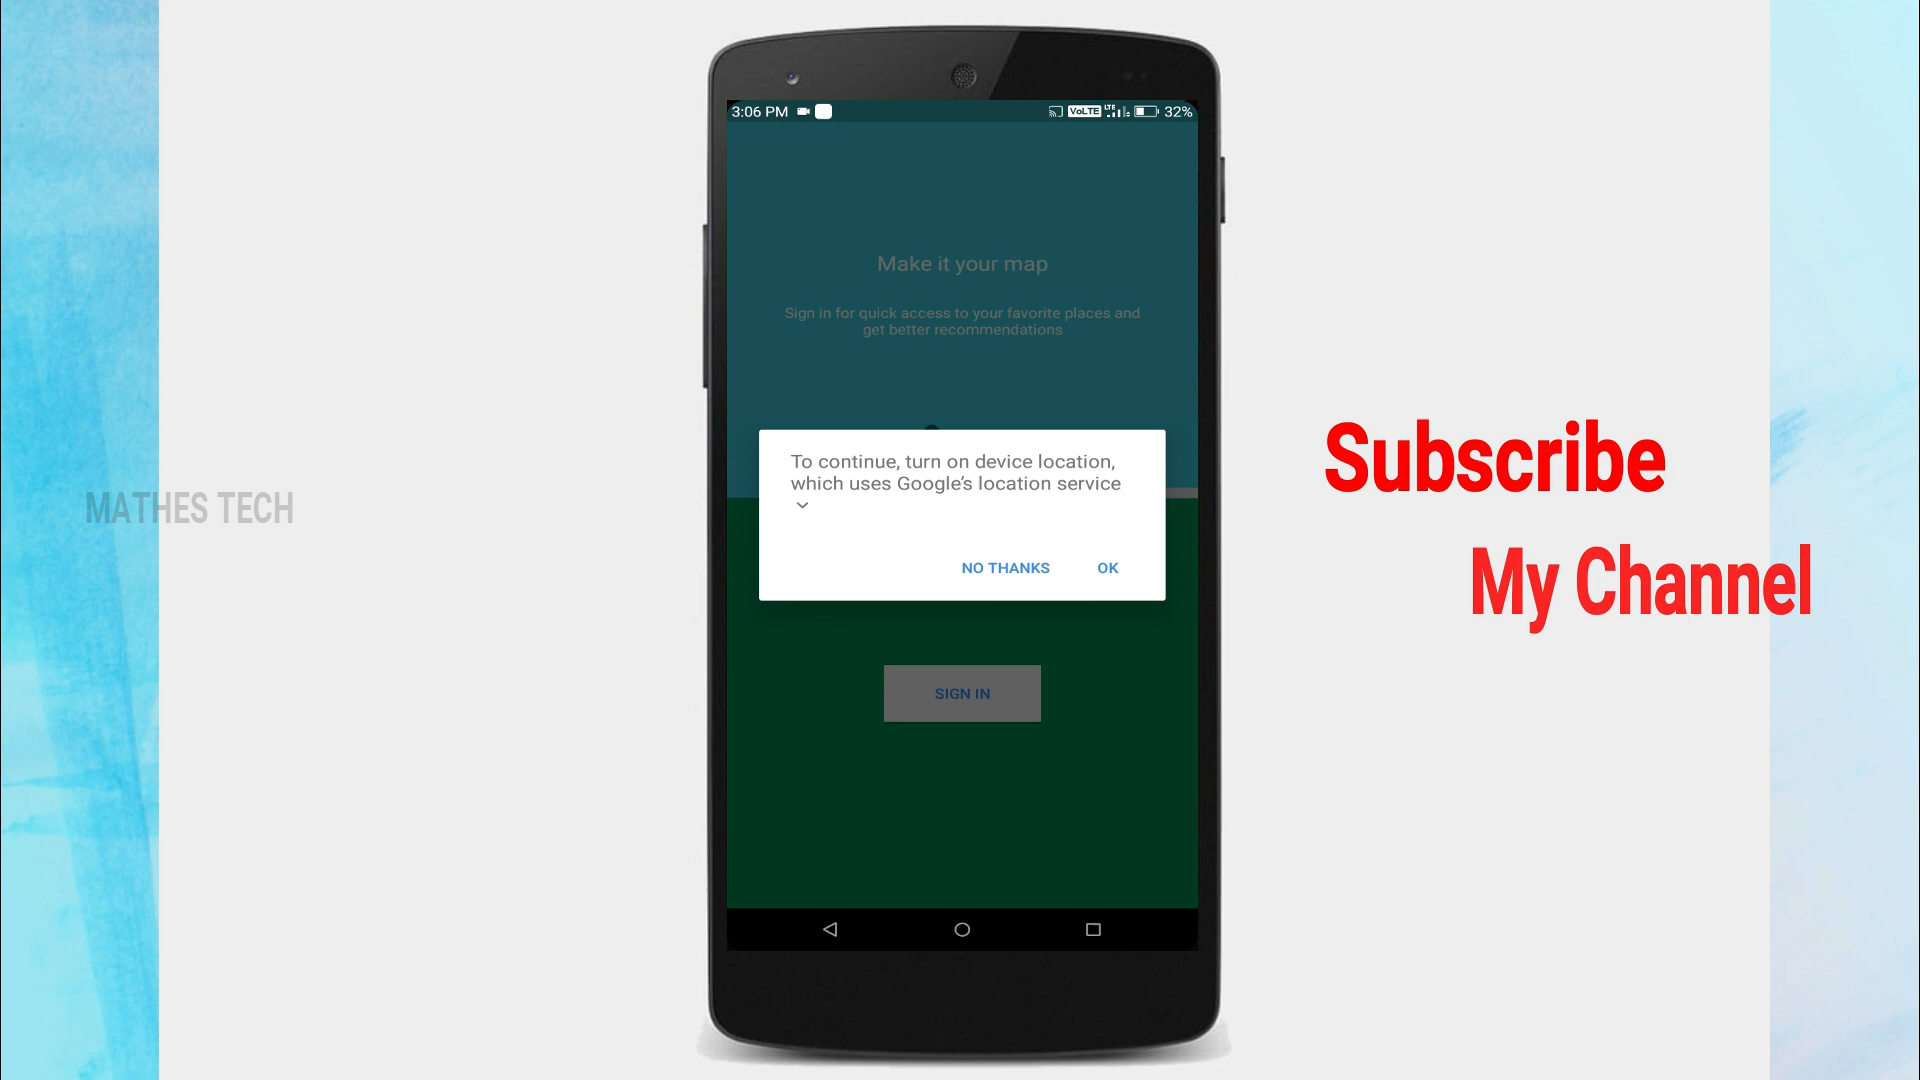 3:06 PM
VoLTE LTE 32%
Make it your map
Sign in for quick access to your favorite places and
get better recommendations
To continue, turn on device location,
which uses Google's location service
NO THANKS OK
SIGN IN
MATHES TECH
Subscribe
My Channel